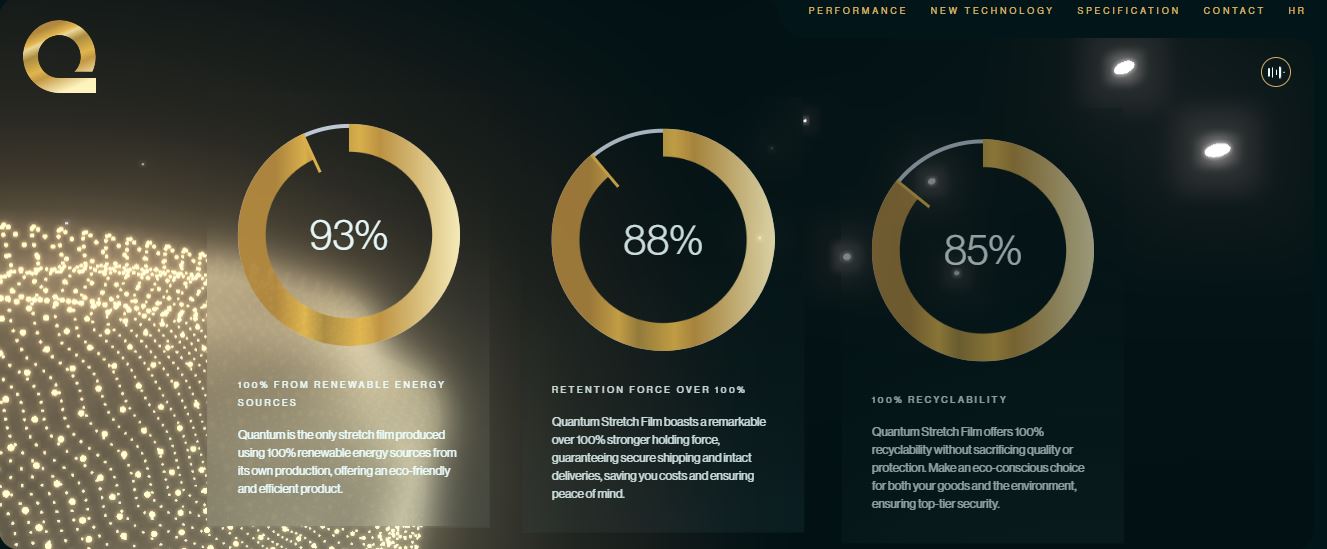 PERFORMANCE NEW TECHNOLOGY SPECIFICATION CONTACT HR
93%
100% FROM RENEWABLE ENERGY
SOURCES
Quantum is the only stretch film produced
using 100% renewable energy sources from
its own production, offering an eco-friendly
and efficient product.
88%
RETENTION FORCE OVER 100%
Quantum Stretch Film boasts a remarkable
over 100% stronger holding force,
guaranteeing secure shipping and intact
deliveries, saving you costs and ensuring
peace of mind.
85%
100% RECYCLABILITY
Quantum Stretch Film offers 100%
recyclability without sacrificing quality or
protection. Make an eco-conscious choice
for both your goods and the environment,
ensuring top-tier security.